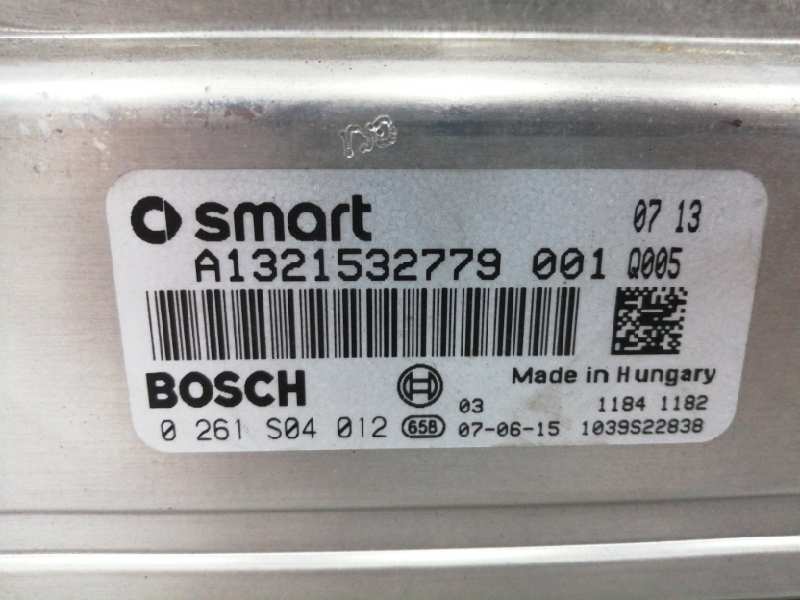 smart 07 13
A1321532779 001 Q005
BOSCH Made in Hungary
03 1184 1182
0 261 S04 012 65B 07-06-15 1039S22838